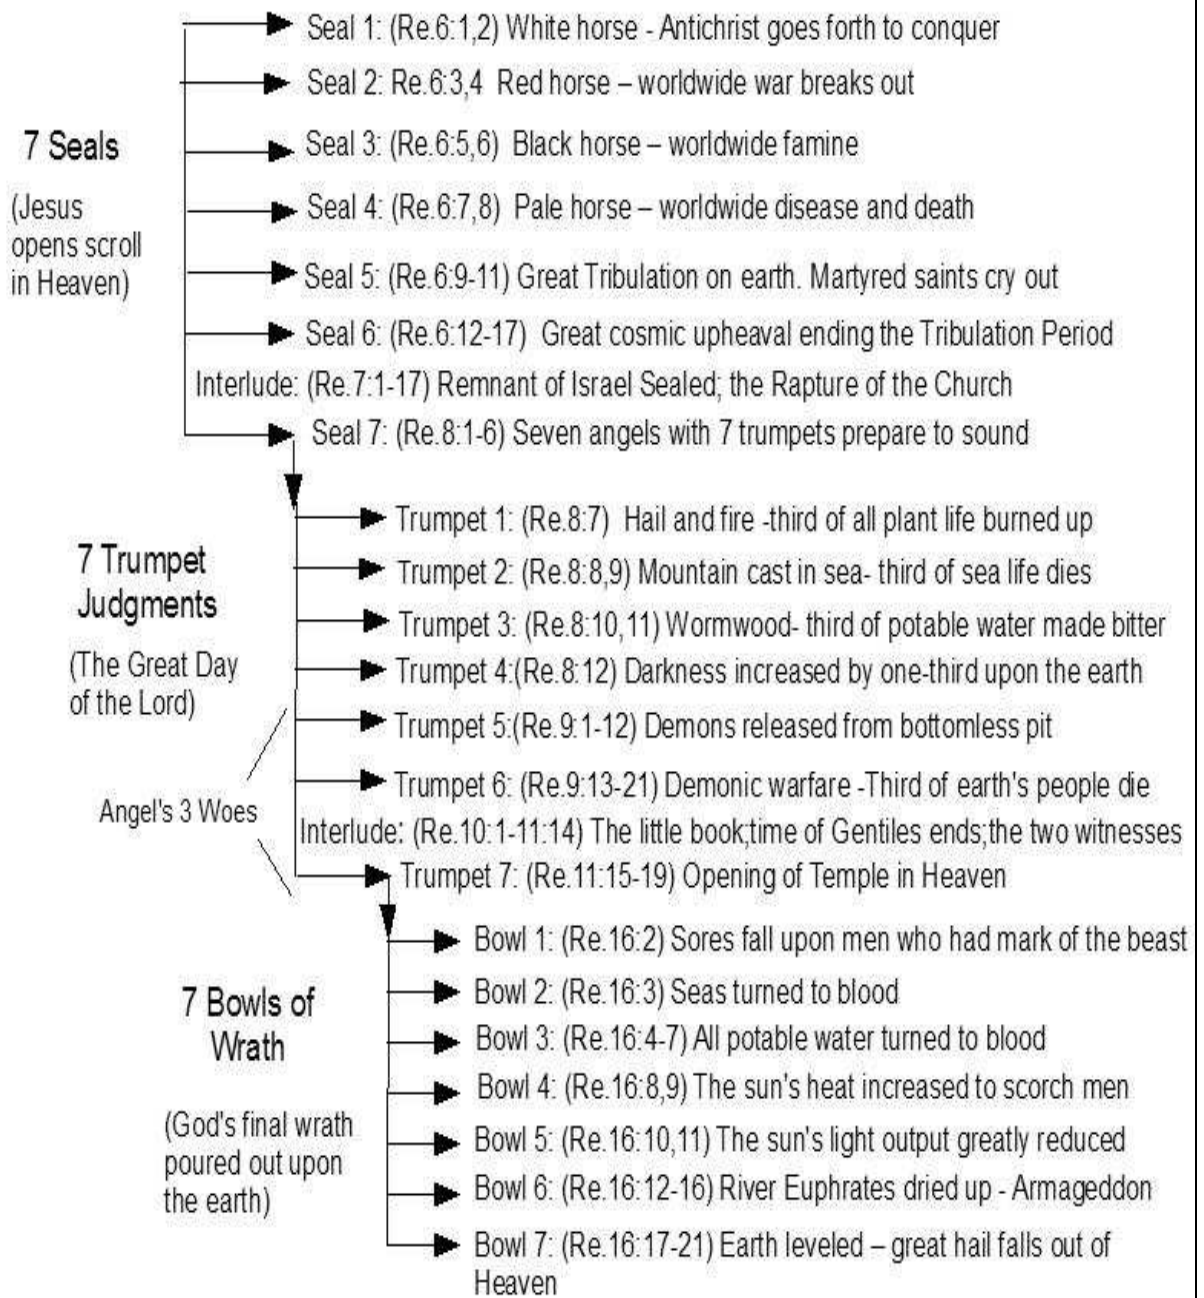 Seal 1: (Re.6:1,2) White horse - Antichrist goes forth to conquer
Seal 2: Re.6:3,4 Red horse – worldwide war breaks out
7 Seals
Seal 3: (Re.6:5,6) Black horse – worldwide famine
(Jesus
opens scroll
in Heaven)
Seal 4: (Re.6:7,8) Pale horse – worldwide disease and death
Seal 5: (Re.6:9-11) Great Tribulation on earth. Martyred saints cry out
Seal 6: (Re.6:12-17) Great cosmic upheaval ending the Tribulation Period
Interlude: (Re.7:1-17) Remnant of Israel Sealed; the Rapture of the Church
Seal 7: (Re.8:1-6) Seven angels with 7 trumpets prepare to sound
7 Trumpet
Judgments
(The Great Day
of the Lord)
Trumpet 1: (Re.8:7) Hail and fire -third of all plant life burned up
Trumpet 2: (Re.8:8,9) Mountain cast in sea- third of sea life dies
Trumpet 3: (Re.8:10,11) Wormwood- third of potable water made bitter
Trumpet 4:(Re.8:12) Darkness increased by one-third upon the earth
Trumpet 5:(Re.9:1-12) Demons released from bottomless pit
Trumpet 6: (Re.9:13-21) Demonic warfare -Third of earth's people die
Angel's 3 Woes
Interlude: (Re.10:1-11:14) The little book;time of Gentiles ends;the two witnesses
Trumpet 7: (Re.11:15-19) Opening of Temple in Heaven
7 Bowls of
Wrath
(God's final wrath
poured out upon
the earth)
Bowl 1: (Re.16:2) Sores fall upon men who had mark of the beast
Bowl 2: (Re.16:3) Seas turned to blood
Bowl 3: (Re.16:4-7) All potable water turned to blood
Bowl 4: (Re.16:8,9) The sun's heat increased to scorch men
Bowl 5: (Re.16:10,11) The sun's light output greatly reduced
Bowl 6: (Re.16:12-16) River Euphrates dried up - Armageddon
Bowl 7: (Re.16:17-21) Earth leveled – great hail falls out of
Heaven